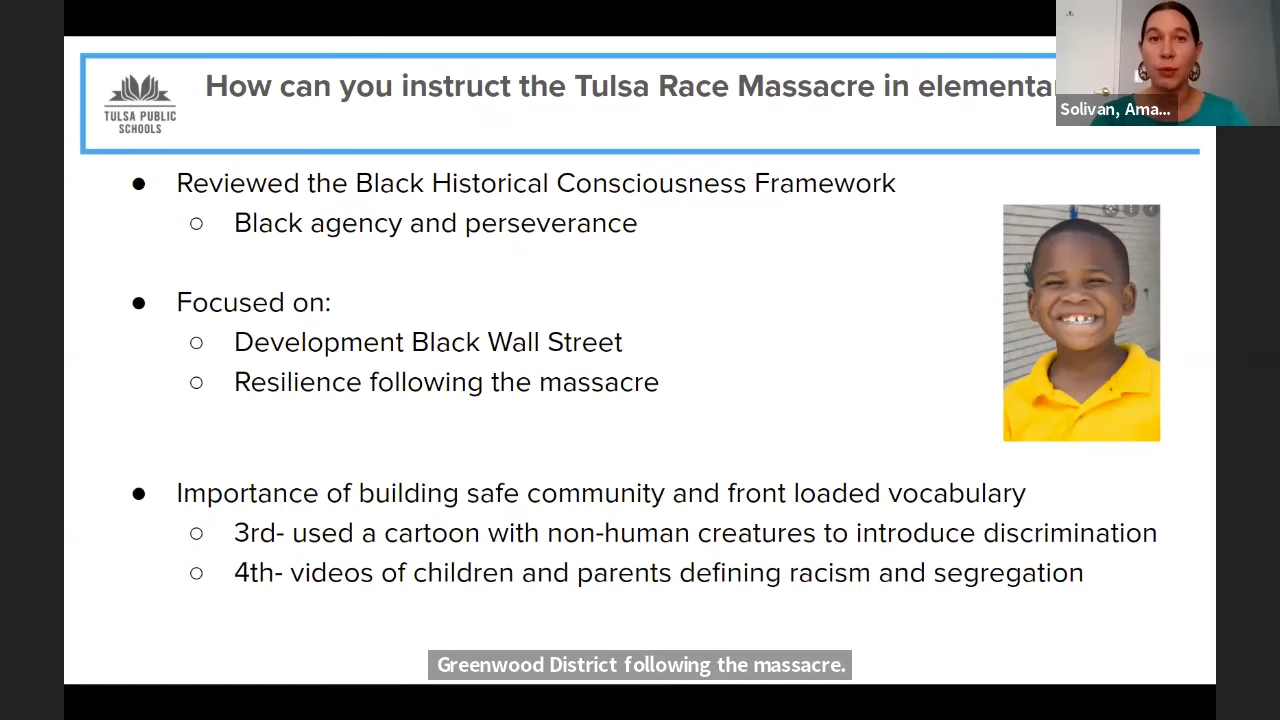 How can you instruct the Tulsa Race Massacre in elementa
TULSA PUBLIC
SCHOOLS
Solivan, Ama...
● Reviewed the Black Historical Consciousness Framework
○ Black agency and perseverance
● Focused on:
○ Development Black Wall Street
○ Resilience following the massacre
● Importance of building safe community and front loaded vocabulary
○ 3rd- used a cartoon with non-human creatures to introduce discrimination
○ 4th- videos of children and parents defining racism and segregation
Greenwood District following the massacre.